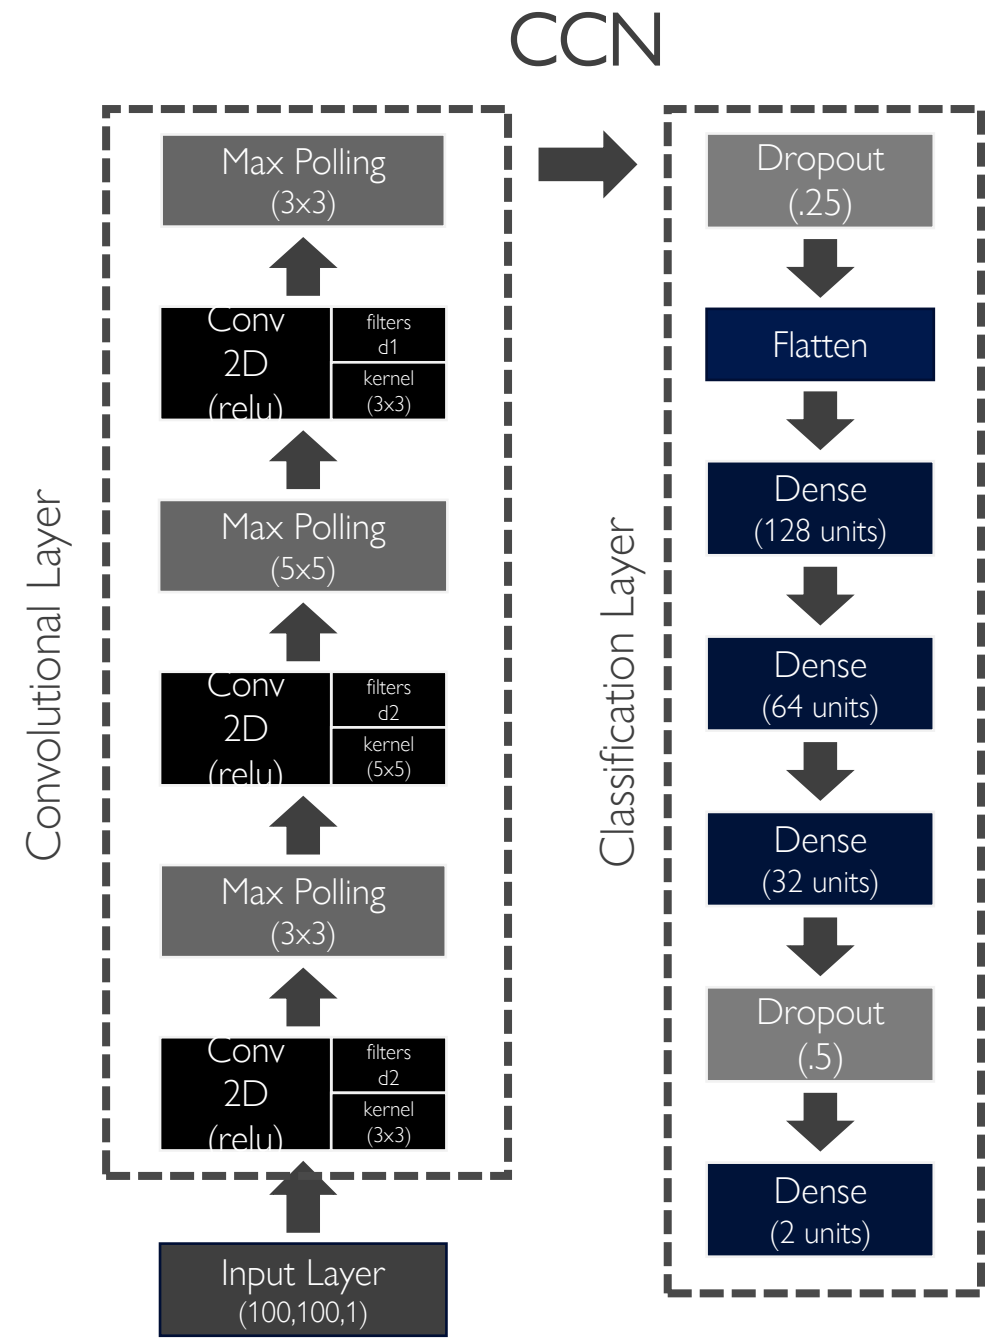 CCN
Convolutional Layer
Max Polling
(3x3)
Conv
2D
(relu)
filters
d1
kernel
(3x3)
Max Polling
(5x5)
Conv
2D
(relu)
filters
d2
kernel
(5x5)
Max Polling
(3x3)
Conv
2D
(relu)
filters
d2
kernel
(3x3)
Input Layer
(100,100,1)
Classification Layer
Dropout
(.25)
Flatten
Dense
(128 units)
Dense
(64 units)
Dense
(32 units)
Dropout
(.5)
Dense
(2 units)